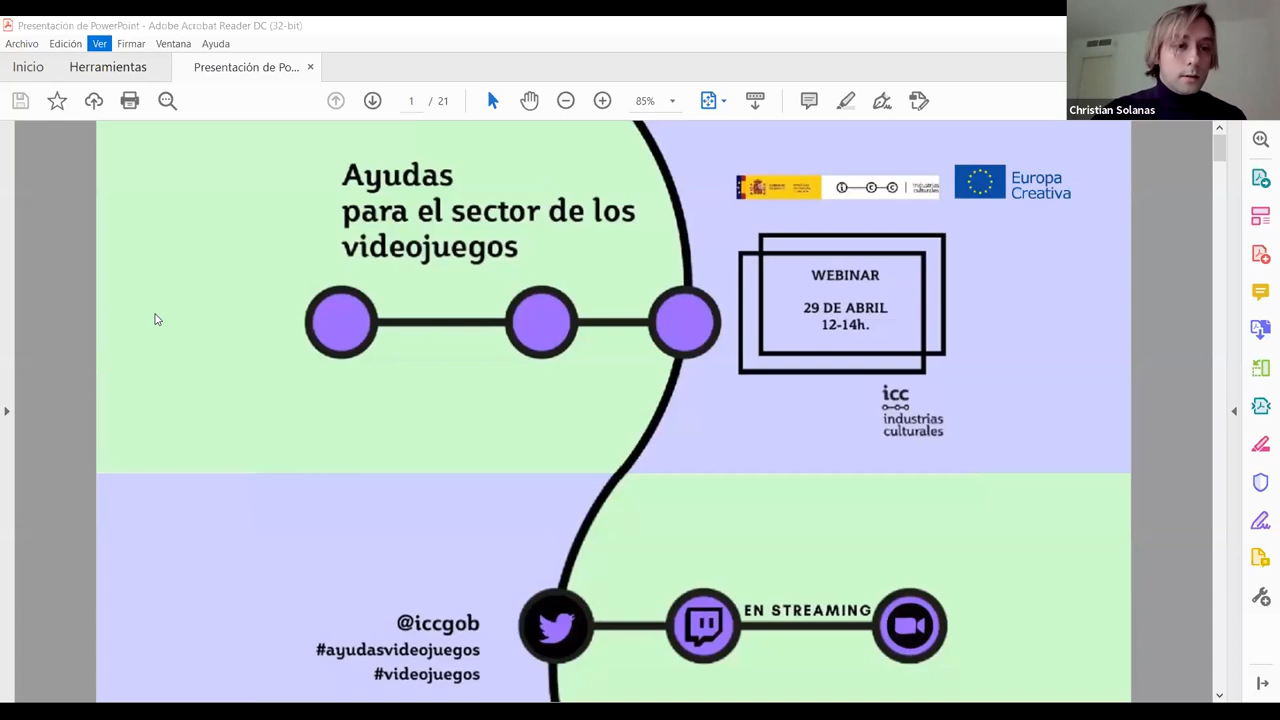 Presentación de PowerPoint - Adobe Acrobat Reader DC (32-bit)
Archivo Edición Ver Firmar Ventana Ayuda
Inicio Herramientas Presentación de Po... ×
1 / 21 85%
Christian Solanas
Ayudas
para el sector de los
videojuegos
industrias
culturales
Europa
Creativa
WEBINAR
29 DE ABRIL
12-14h.
icc
industrias
culturales
@iccgob
#ayudasvideojuegos
#videojuegos
EN STREAMING